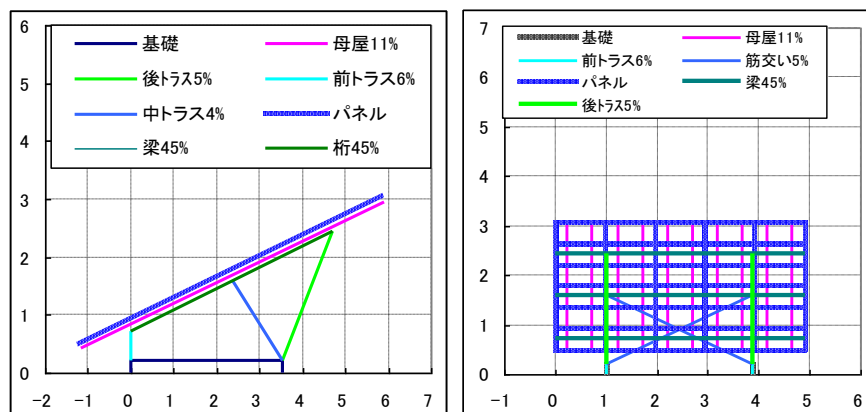 基礎 母屋11%
後トラス5% 前トラス6%
中トラス4% パネル
梁45% 桁45%
6
5
4
3
2
1
0
−2 −1 0 1 2 3 4 5 6 7
基礎 母屋11%
前トラス6% 筋交い5%
パネル 梁45%
後トラス5%
7
6
5
4
3
2
1
0
−1 0 1 2 3 4 5 6